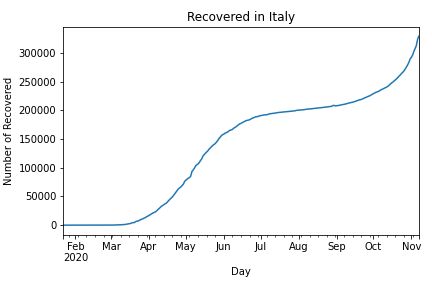 Recovered in Italy
Number of Recovered
300000
250000
200000
150000
100000
50000
0
Feb Mar Apr May Jun Jul Aug Sep Oct Nov
2020
Day